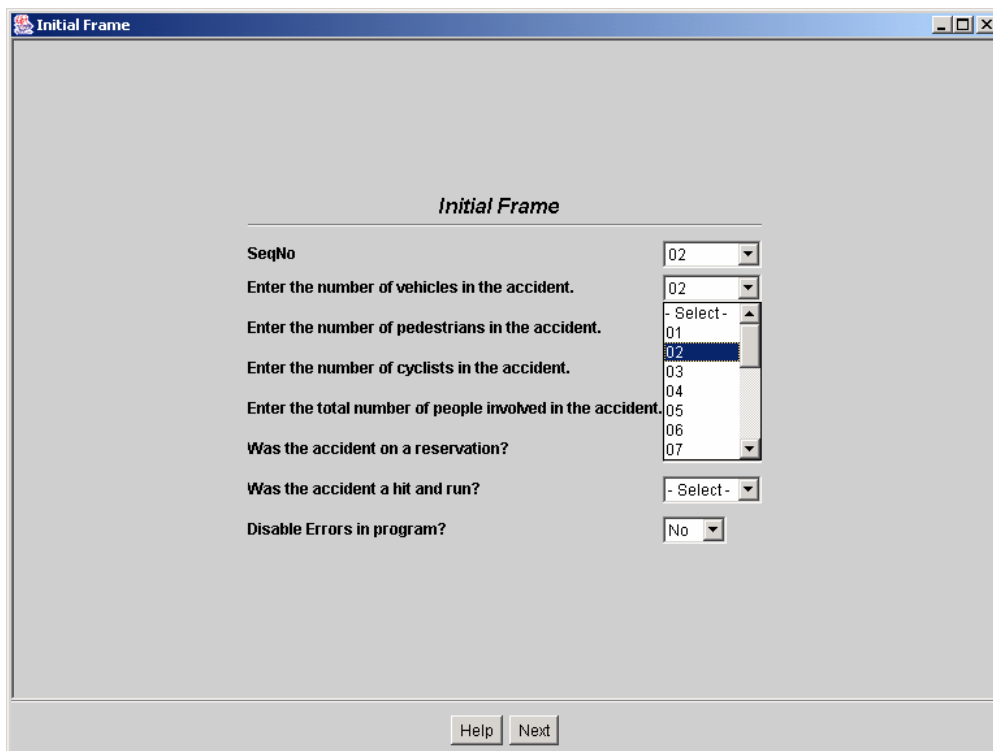 Initial Frame
Initial Frame
SeqNo 02
Enter the number of vehicles in the accident. 02
- Select -
01
02
03
04
05
06
07
Enter the number of pedestrians in the accident.
Enter the number of cyclists in the accident.
Enter the total number of people involved in the accident.
Was the accident on a reservation?
Was the accident a hit and run? - Select -
Disable Errors in program? No
Help Next